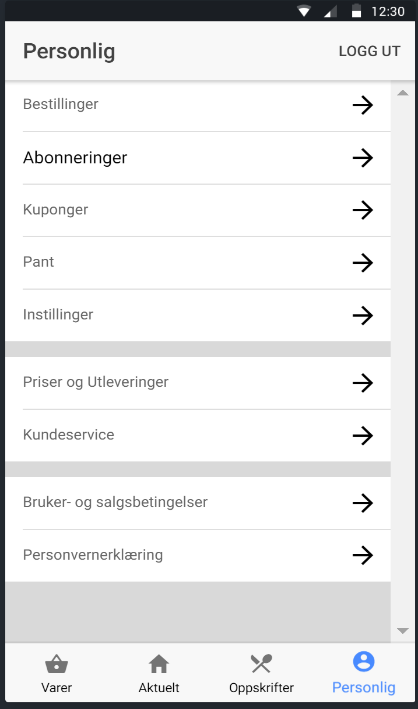 12:30
Personlig LOGG UT
Bestillinger
Abonneringer
Kuponger
Pant
Instillinger
Priser og Utleveringer
Kundeservice
Bruker- og salgsbetingelser
Personvernerklæring
Varer Aktuelt Oppskrifter Personlig